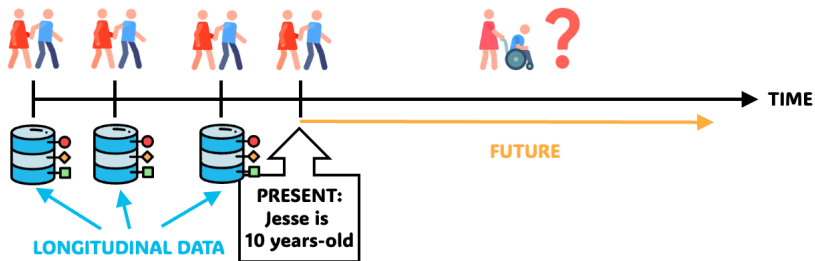 ?
TIME
FUTURE
PRESENT:
Jesse is
10 years-old
LONGITUDINAL DATA